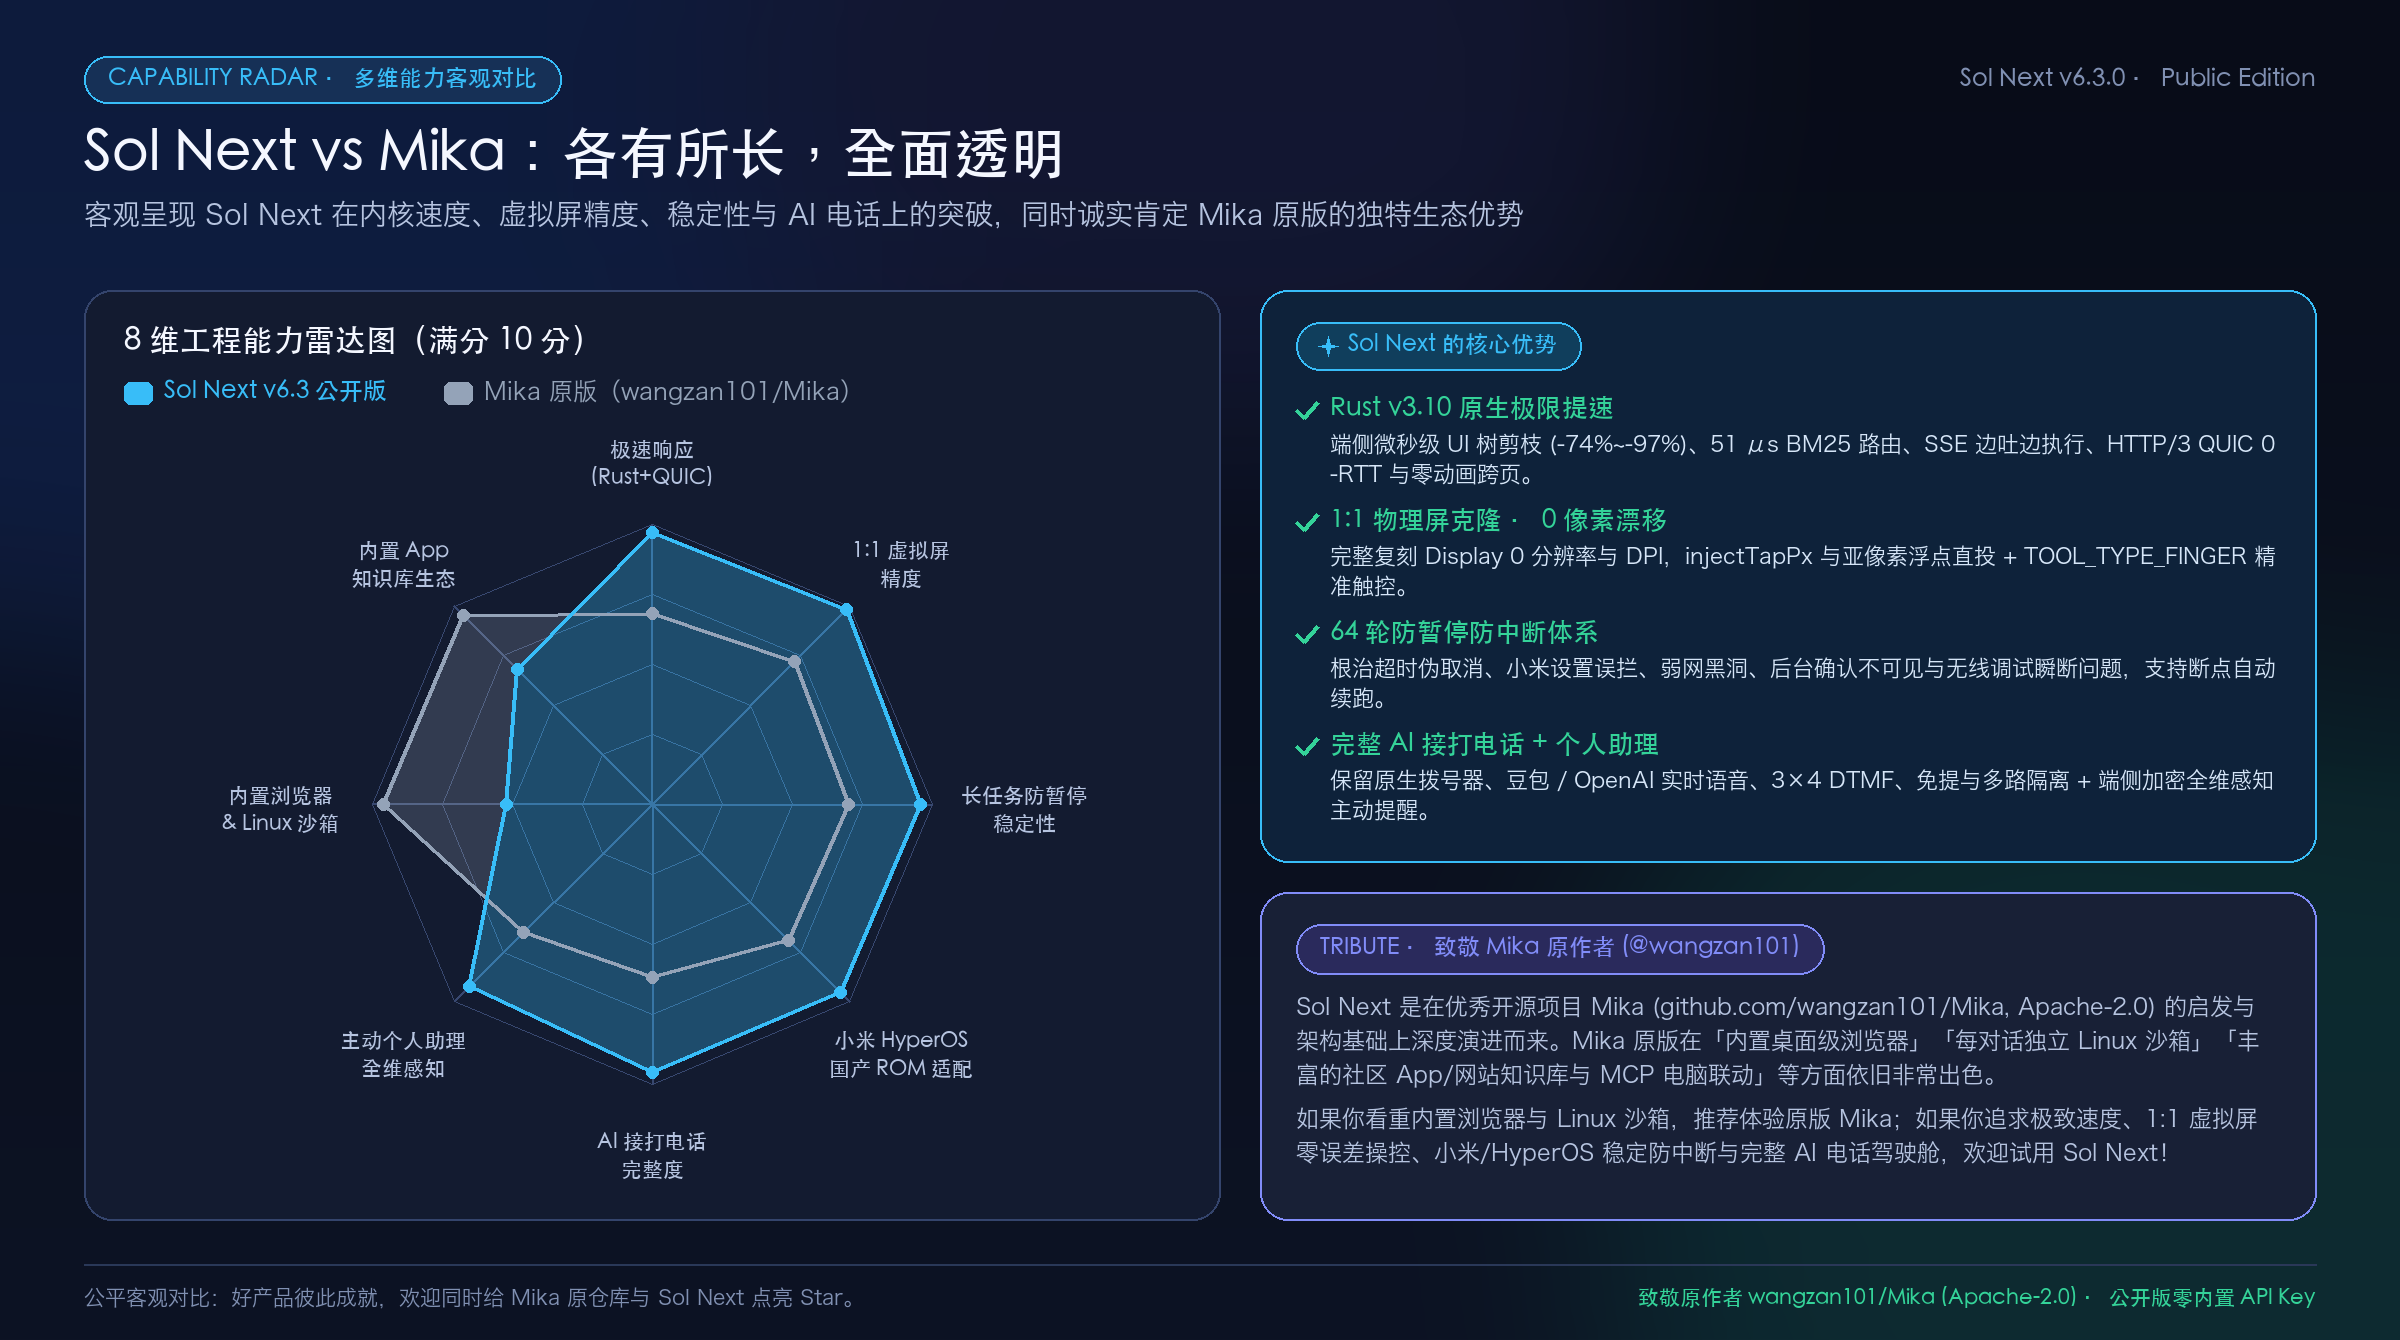 CAPABILITY RADAR · 多维能力客观对比
Sol Next v6.3.0 · Public Edition
Sol Next vs Mika：各有所长，全面透明
客观呈现 Sol Next 在内核速度、虚拟屏精度、稳定性与 AI 电话上的突破，同时诚实肯定 Mika 原版的独特生态优势
8 维工程能力雷达图（满分 10 分）
Sol Next v6.3 公开版
Mika 原版（wangzan101/Mika）
极速响应
(Rust+QUIC)
1:1 虚拟屏
精度
长任务防暂停
稳定性
小米 HyperOS
国产 ROM 适配
AI 接打电话
完整度
主动个人助理
全维感知
内置浏览器
& Linux 沙箱
内置 App
知识库生态
Sol Next 的核心优势
Rust v3.10 原生极限提速
端侧微秒级 UI 树剪枝 (-74%~-97%)、51 μs BM25 路由、SSE 边吐边执行、HTTP/3 QUIC 0
-RTT 与零动画跨页。
1:1 物理屏克隆 · 0 像素漂移
完整复刻 Display 0 分辨率与 DPI，injectTapPx 与亚像素浮点直投 + TOOL_TYPE_FINGER 精
准触控。
64 轮防暂停防中断体系
根治超时伪取消、小米设置误拦、弱网黑洞、后台确认不可见与无线调试瞬断问题，支持断点自动
续跑。
完整 AI 接打电话 + 个人助理
保留原生拨号器、豆包 / OpenAI 实时语音、3×4 DTMF、免提与多路隔离 + 端侧加密全维感知
主动提醒。
TRIBUTE · 致敬 Mika 原作者 (@wangzan101)
Sol Next 是在优秀开源项目 Mika (github.com/wangzan101/Mika, Apache-2.0) 的启发与
架构基础上深度演进而来。Mika 原版在「内置桌面级浏览器」「每对话独立 Linux 沙箱」「丰
富的社区 App/网站知识库与 MCP 电脑联动」等方面依旧非常出色。
如果你看重内置浏览器与 Linux 沙箱，推荐体验原版 Mika；如果你追求极致速度、1:1 虚拟屏
零误差操控、小米/HyperOS 稳定防中断与完整 AI 电话驾驶舱，欢迎试用 Sol Next！
公平客观对比：好产品彼此成就，欢迎同时给 Mika 原仓库与 Sol Next 点亮 Star。
致敬原作者 wangzan101/Mika (Apache-2.0) · 公开版零内置 API Key